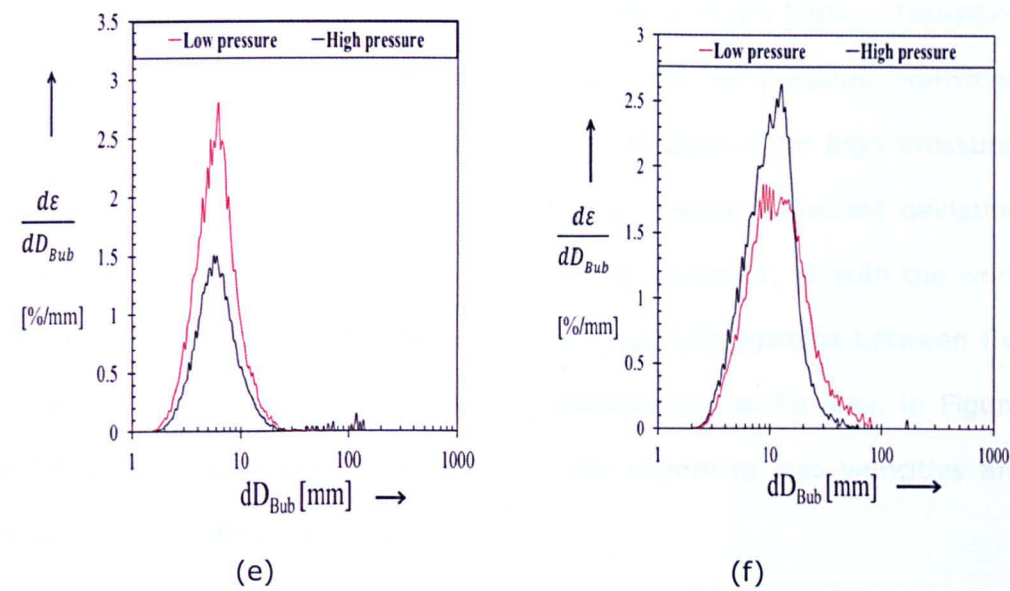 Low pressure High pressure
3.5
3
2.5
2
1.5
1
0.5
0
dε
dD_Bub
[%/mm]
1 10 100 1000
dD_Bub [mm]
(e)
Low pressure High pressure
3
2.5
2
1.5
1
0.5
0
dε
dD_Bub
[%/mm]
1 10 100 1000
dD_Bub [mm]
(f)